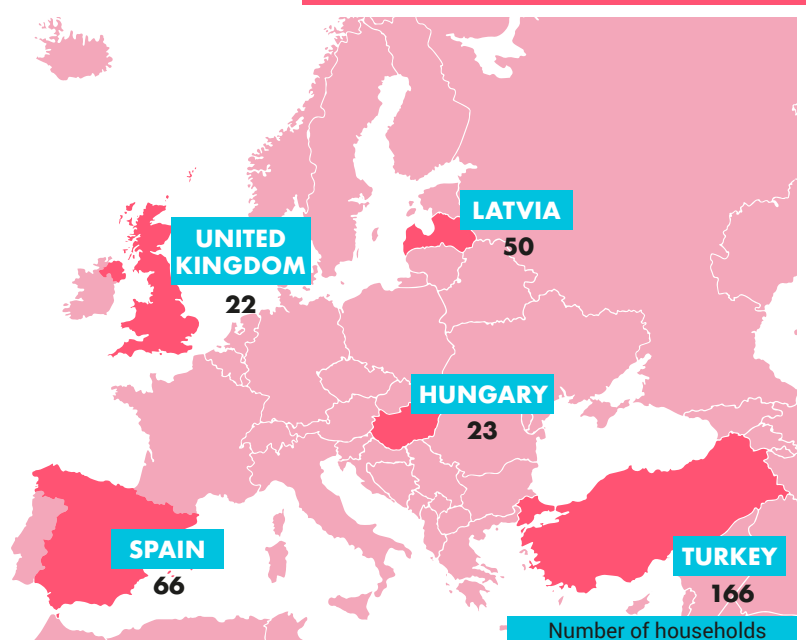 LATVIA
50
UNITED
KINGDOM
22
HUNGARY
23
SPAIN
66
TURKEY
166
Number of households